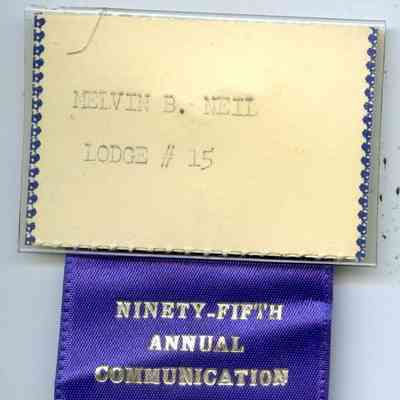 MELVIN B. NEIL
LODGE # 15
NINETY-FIFTH
ANNUAL
COMMUNICATION